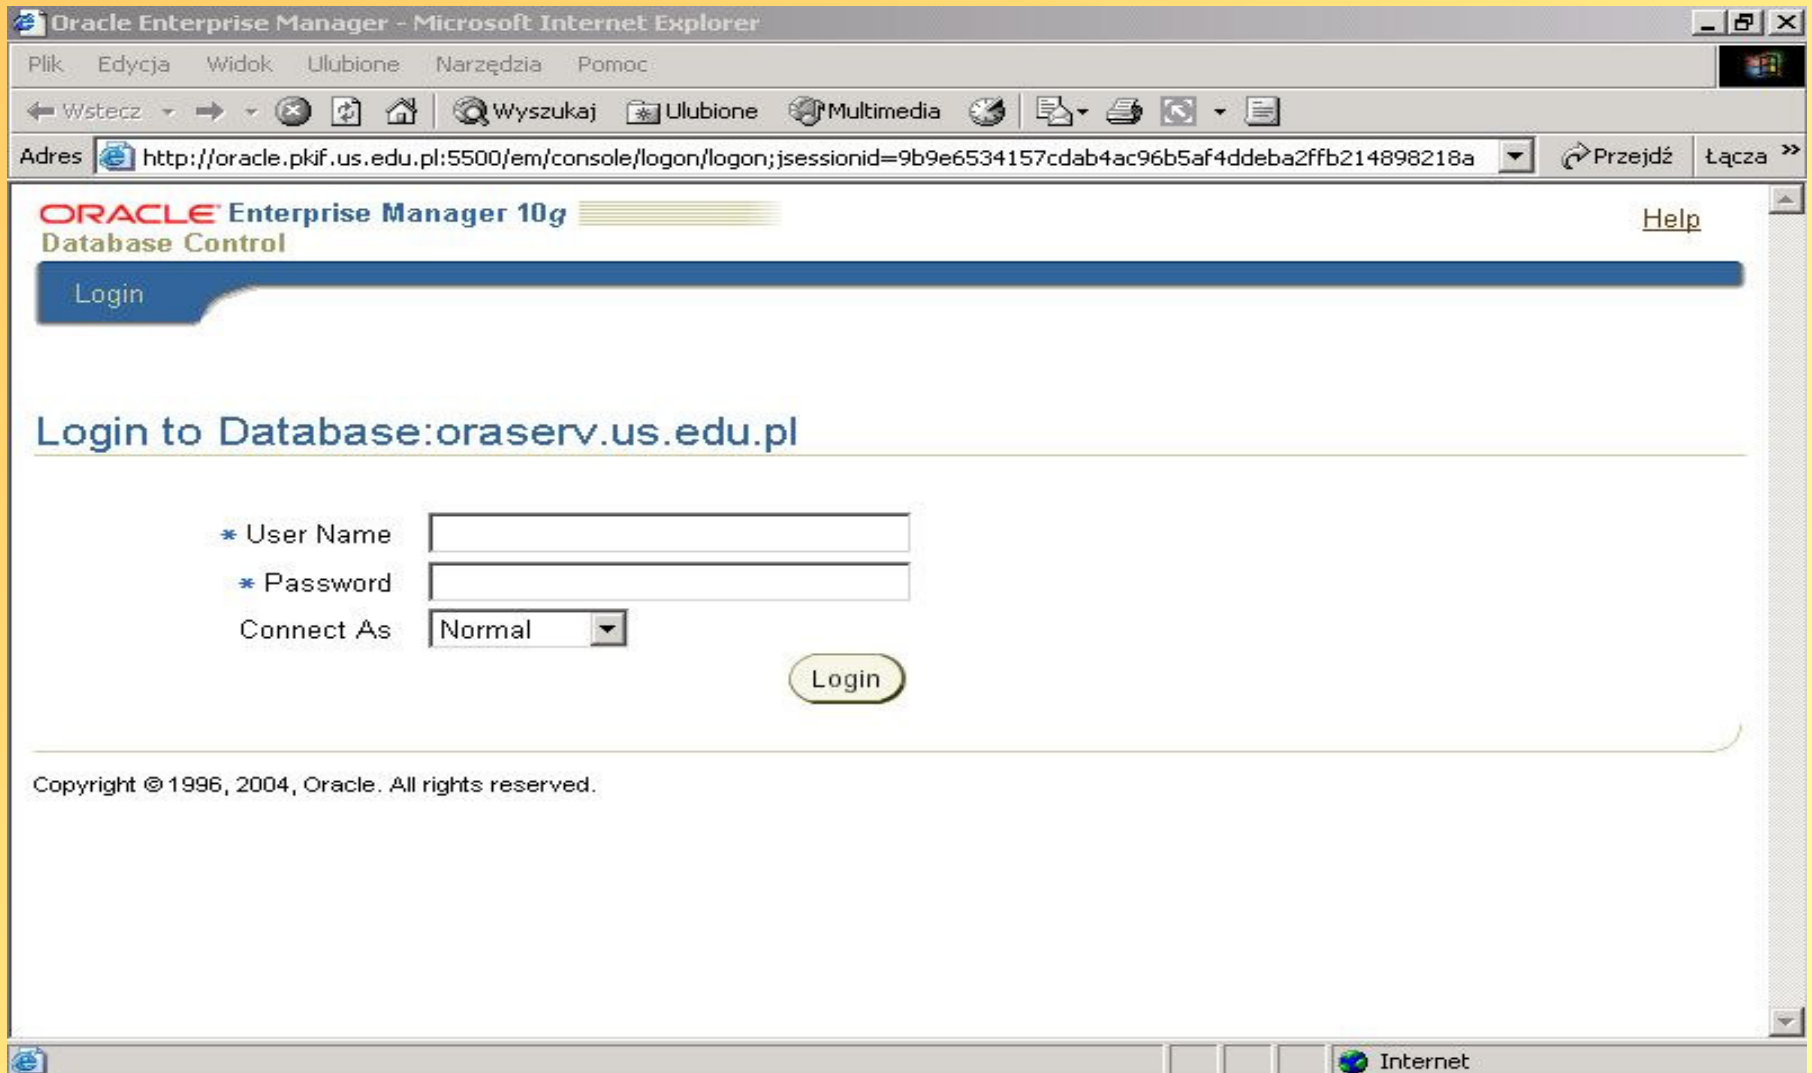 Oracle Enterprise Manager - Microsoft Internet Explorer
Plik Edycja Widok Ulubione Narzędzia Pomoc
Wstecz Wyszukaj Ulubione Multimedia
Adres http://oracle.pkif.us.edu.pl:5500/em/console/logon/logon;jsessionid=9b9e6534157cdab4ac96b5af4ddeba2ffb214898218a Przejdź Łącza »
ORACLE Enterprise Manager 10g
Database Control
Help
Login
Login to Database:oraserv.us.edu.pl
* User Name
* Password
Connect As Normal
Login
Copyright © 1996, 2004, Oracle. All rights reserved.
Internet